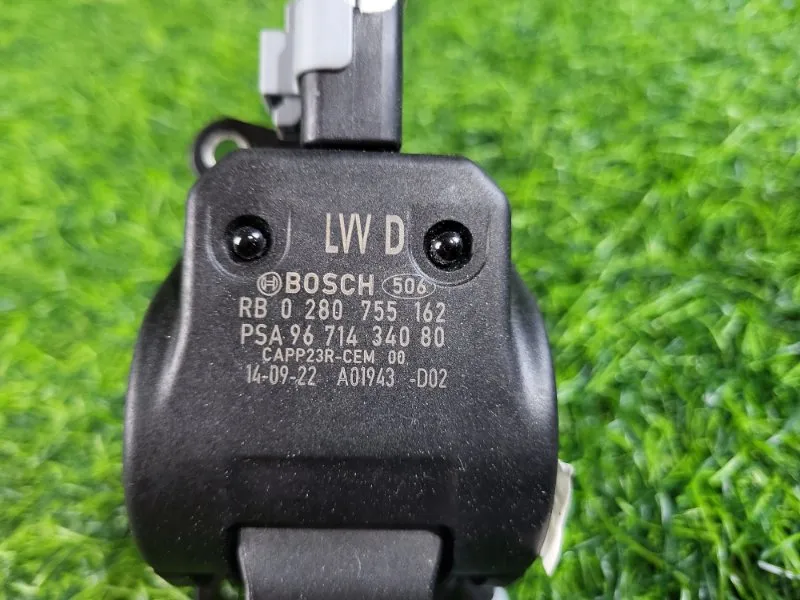 LW D
BOSCH 506
RB 0 280 755 162
PSA 96 714 340 80
CAPP23R-CEM 00
14-09-22 A01943 -D02